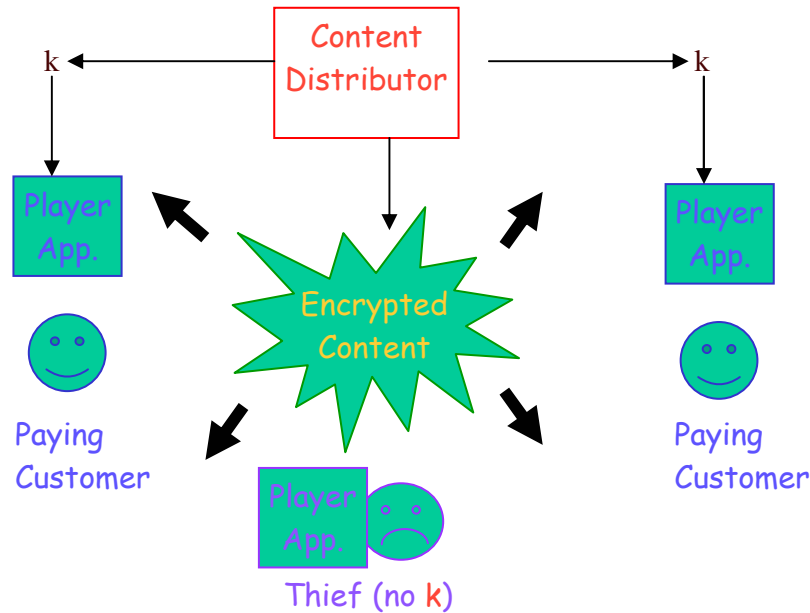 Content
Distributor
k
k
Player
App.
Player
App.
Encrypted
Content
Paying
Customer
Paying
Customer
Player
App.
Thief (no k)